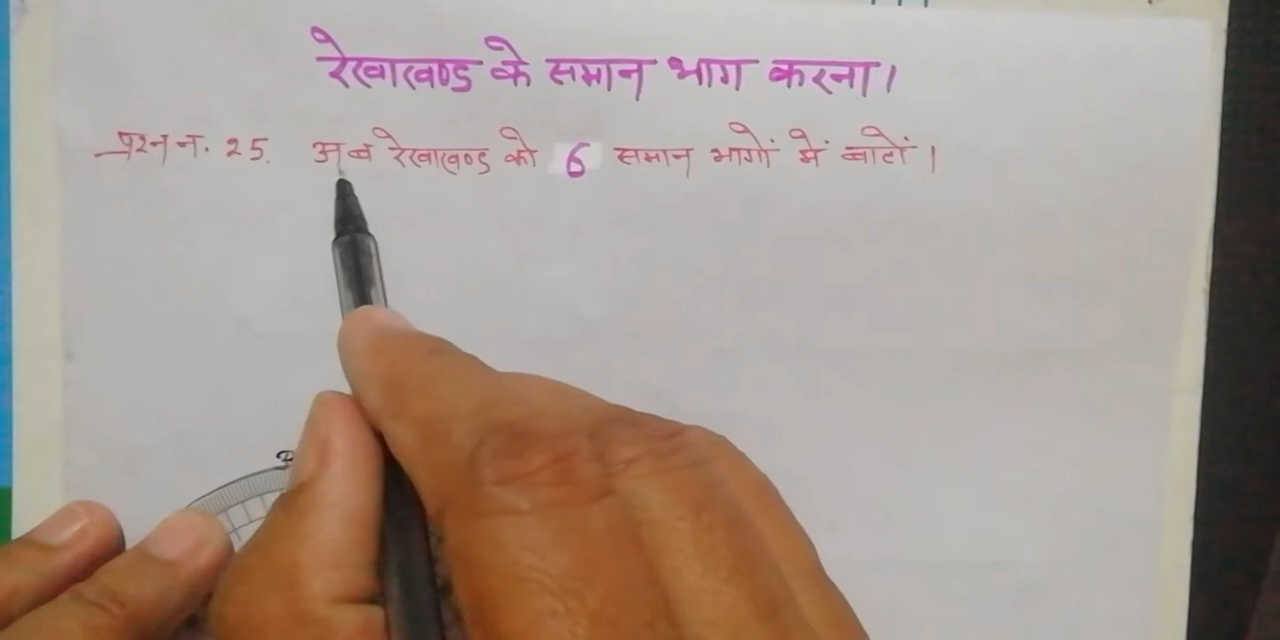 रेखाखण्ड के समान भाग करना।
प्रश्न न. 25. अब रेखाखण्ड को 6 समान भागों में बाटों।